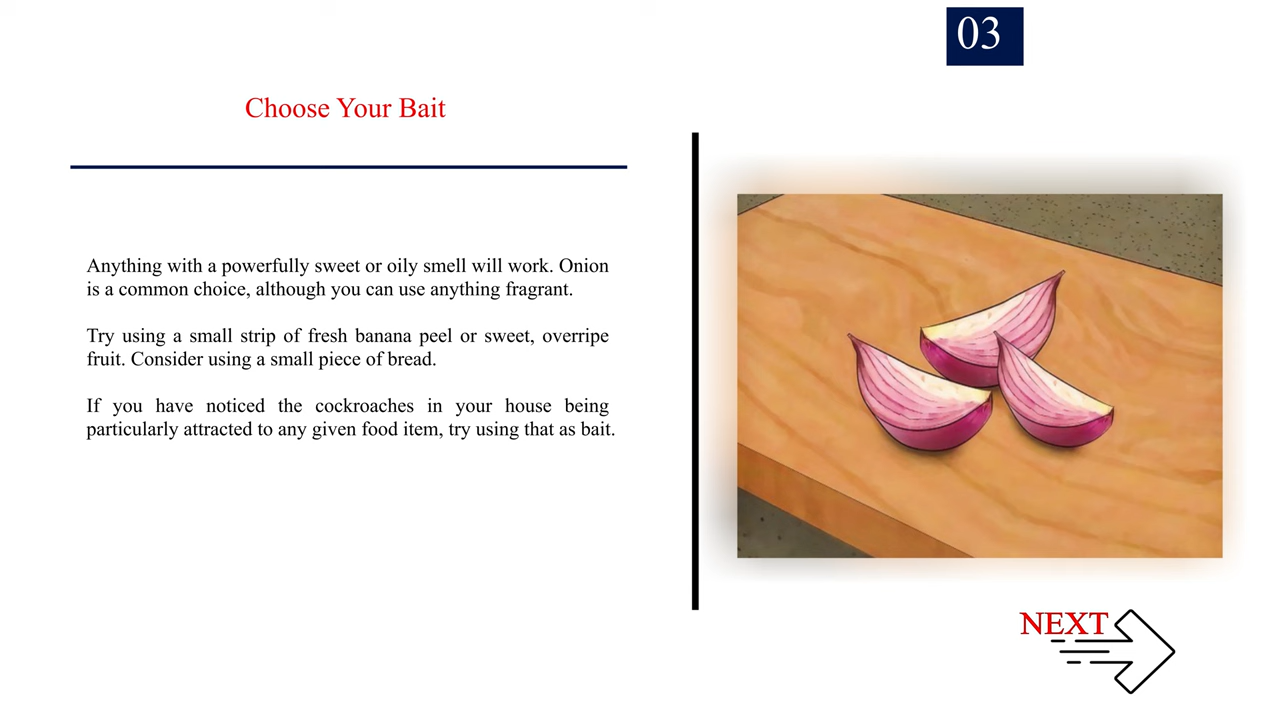 03
Choose Your Bait
Anything with a powerfully sweet or oily smell will work. Onion
is a common choice, although you can use anything fragrant.
Try using a small strip of fresh banana peel or sweet, overripe
fruit. Consider using a small piece of bread.
If you have noticed the cockroaches in your house being
particularly attracted to any given food item, try using that as bait.
NEXT